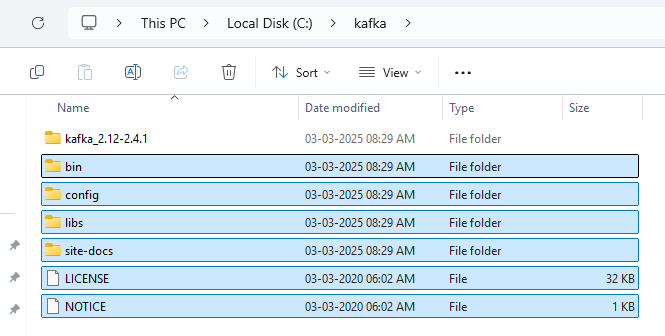 This PC > Local Disk (C:) > kafka >
Sort View ...
Name Date modified Type Size
kafka_2.12-2.4.1 03-03-2025 08:29 AM File folder
bin 03-03-2025 08:29 AM File folder
config 03-03-2025 08:29 AM File folder
libs 03-03-2025 08:29 AM File folder
site-docs 03-03-2025 08:29 AM File folder
LICENSE 03-03-2020 06:02 AM File 32 KB
NOTICE 03-03-2020 06:02 AM File 1 KB